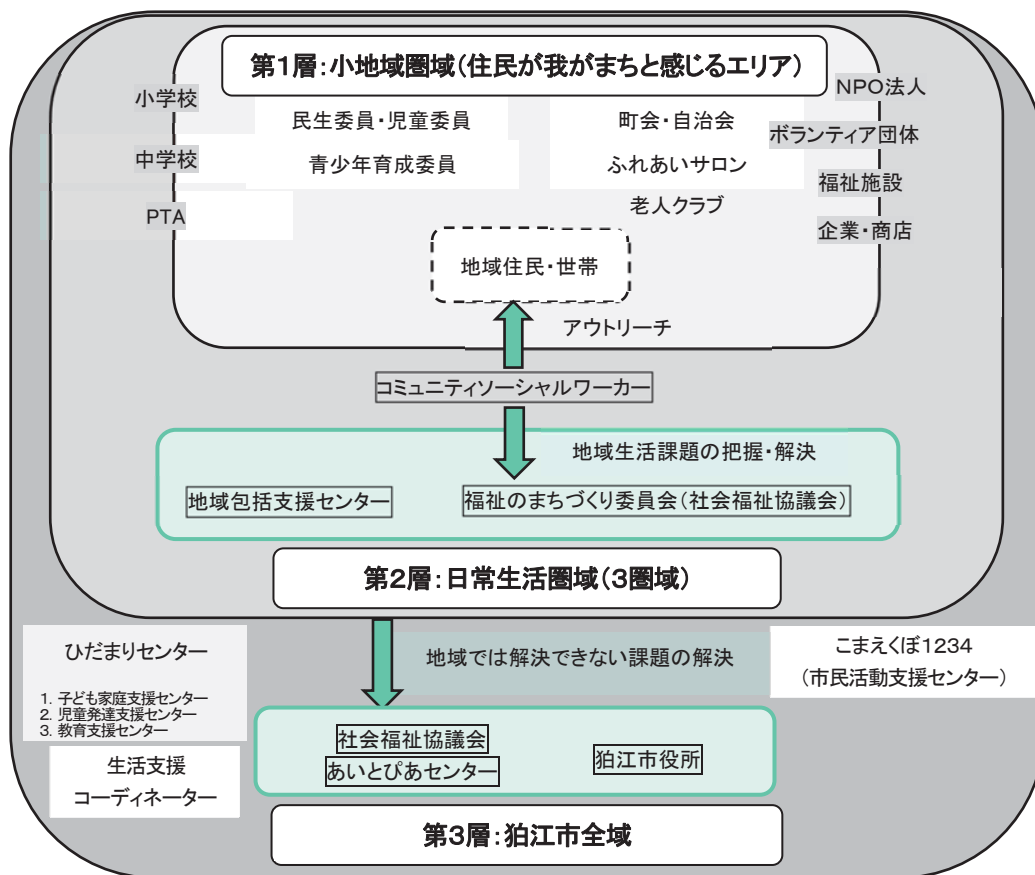 第1層:小地域圏域(住民が我がまちと感じるエリア)
小学校
中学校
PTA
民生委員・児童委員
青少年育成委員
町会・自治会
ふれあいサロン
老人クラブ
NPO法人
ボランティア団体
福祉施設
企業・商店
地域住民・世帯
アウトリーチ
コミュニティソーシャルワーカー
地域生活課題の把握・解決
地域包括支援センター
福祉のまちづくり委員会(社会福祉協議会)
第2層:日常生活圏域(3圏域)
ひだまりセンター
1. 子ども家庭支援センター
2. 児童発達支援センター
3. 教育支援センター
地域では解決できない課題の解決
こまえくぼ1234
(市民活動支援センター)
生活支援
コーディネーター
社会福祉協議会
あいとぴあセンター
狛江市役所
第3層:狛江市全域